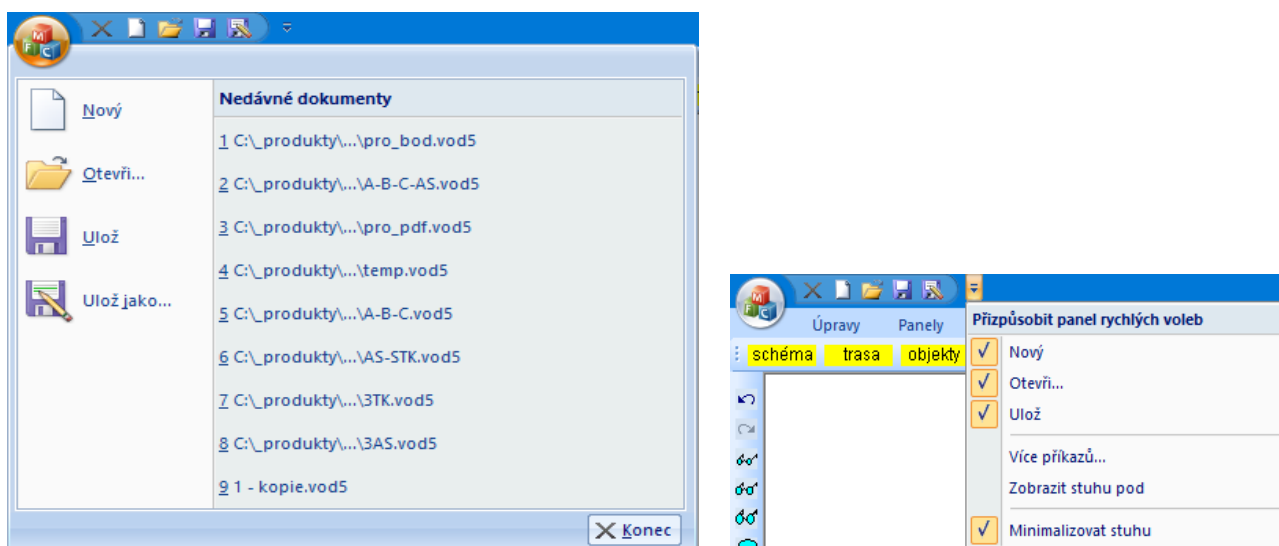 Nový
Otevři...
Ulož
Ulož jako...
Nedávné dokumenty
1 C:\_produkty\...\pro_bod.vod5
2 C:\_produkty\...\A-B-C-AS.vod5
3 C:\_produkty\...\pro_pdf.vod5
4 C:\_produkty\...\temp.vod5
5 C:\_produkty\...\A-B-C.vod5
6 C:\_produkty\...\AS-STK.vod5
7 C:\_produkty\...\3TK.vod5
8 C:\_produkty\...\3AS.vod5
9 1 - kopie.vod5
Konec
Úpravy Panely
schéma trasa objekty
Přizpůsobit panel rychlých voleb
Nový
Otevři...
Ulož
Více příkazů...
Zobrazit stuhu pod
Minimalizovat stuhu